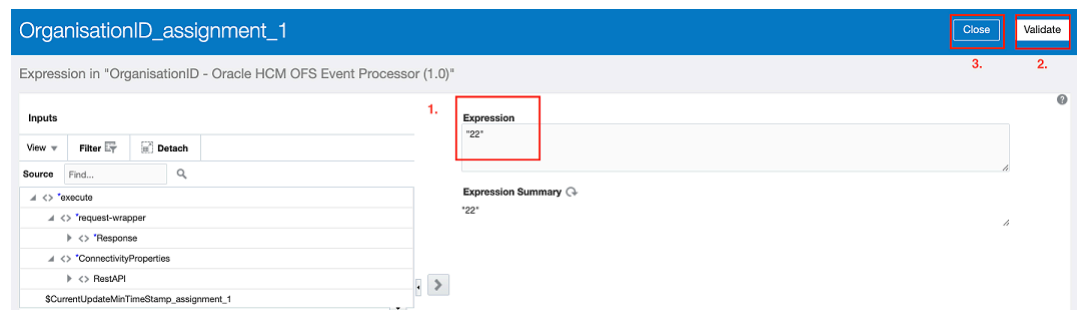 OrganisationID_assignment_1
Close
Validate
3.
2.
Expression in "OrganisationID - Oracle HCM OFS Event Processor (1.0)"
Inputs
1.
Expression
"22"
View
Filter
Detach
Source
Find...
Expression Summary
"22"
<> *execute
<> *request-wrapper
<> *Response
<> *ConnectivityProperties
<> RestAPI
$CurrentUpdateMinTimeStamp_assignment_1